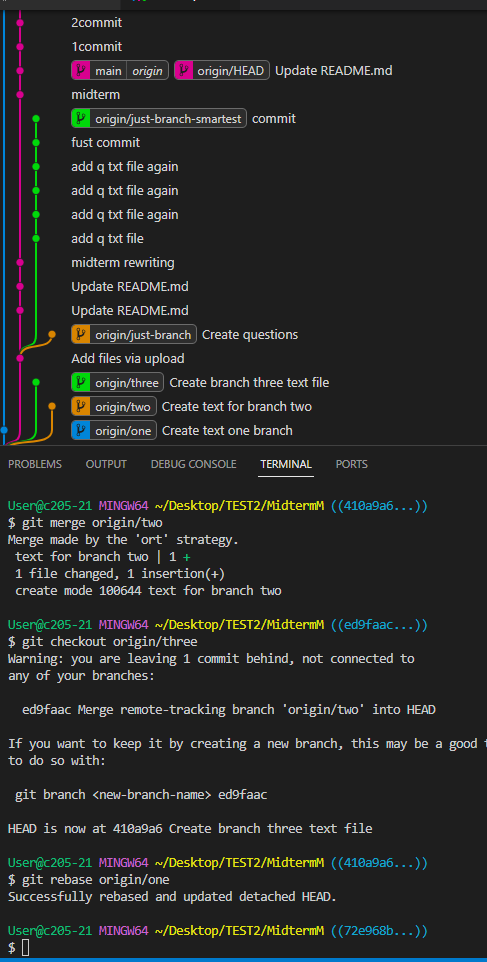 2commit
1commit
main origin origin/HEAD Update README.md
midterm
origin/just-branch-smartest commit
fust commit
add q txt file again
add q txt file again
add q txt file again
add q txt file
midterm rewriting
Update README.md
Update README.md
origin/just-branch Create questions
Add files via upload
origin/three Create branch three text file
origin/two Create text for branch two
origin/one Create text one branch
PROBLEMS OUTPUT DEBUG CONSOLE TERMINAL PORTS
User@c205-21 MINGW64 ~/Desktop/TEST2/MidtermM ((410a9a6...))
$ git merge origin/two
Merge made by the 'ort' strategy.
text for branch two | 1 +
1 file changed, 1 insertion(+)
create mode 100644 text for branch two
User@c205-21 MINGW64 ~/Desktop/TEST2/MidtermM ((ed9faac...))
$ git checkout origin/three
Warning: you are leaving 1 commit behind, not connected to
any of your branches:
ed9faac Merge remote-tracking branch 'origin/two' into HEAD
If you want to keep it by creating a new branch, this may be a good
to do so with:
git branch <new-branch-name> ed9faac
HEAD is now at 410a9a6 Create branch three text file
User@c205-21 MINGW64 ~/Desktop/TEST2/MidtermM ((410a9a6...))
$ git rebase origin/one
Successfully rebased and updated detached HEAD.
User@c205-21 MINGW64 ~/Desktop/TEST2/MidtermM ((72e968b...))
$